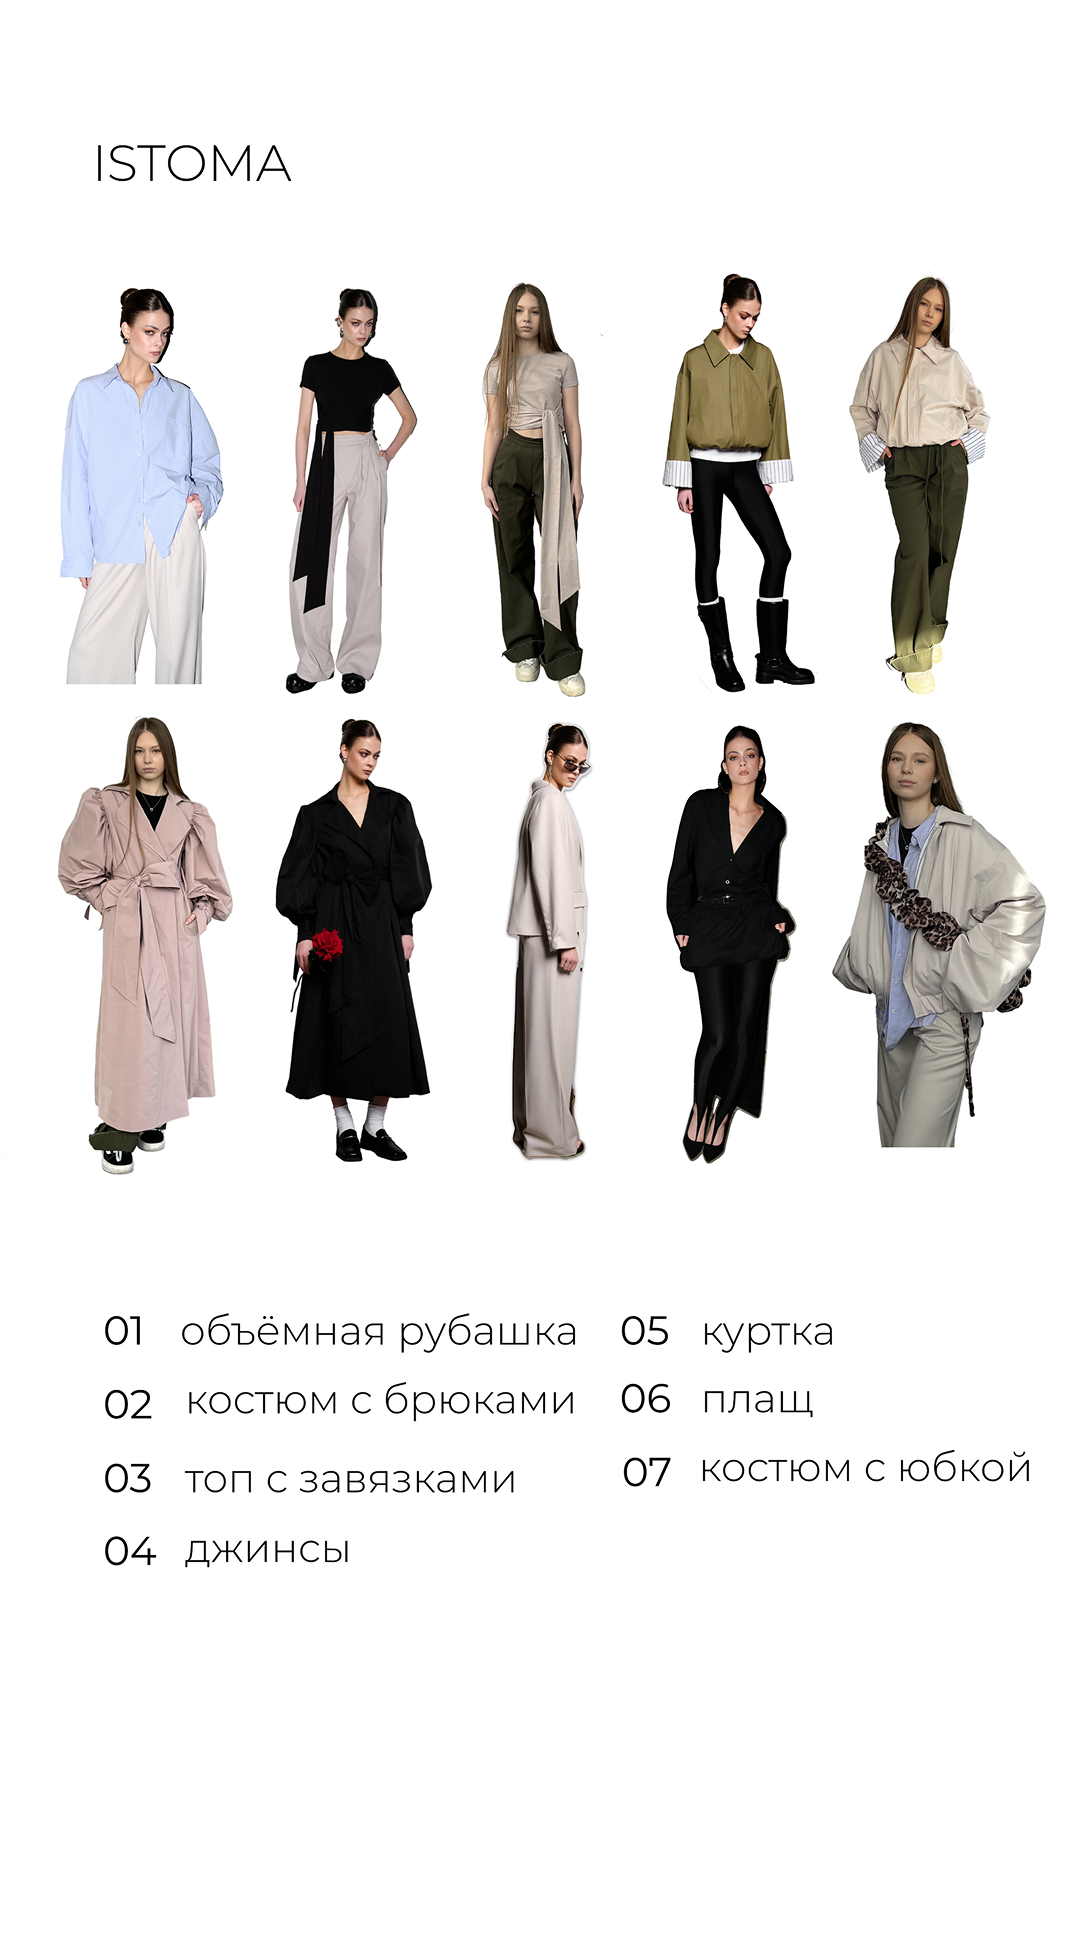 ISTOMA
01 объёмная рубашка
02 костюм с брюками
03 топ с завязками
04 джинсы
05 куртка
06 плащ
07 костюм с юбкой